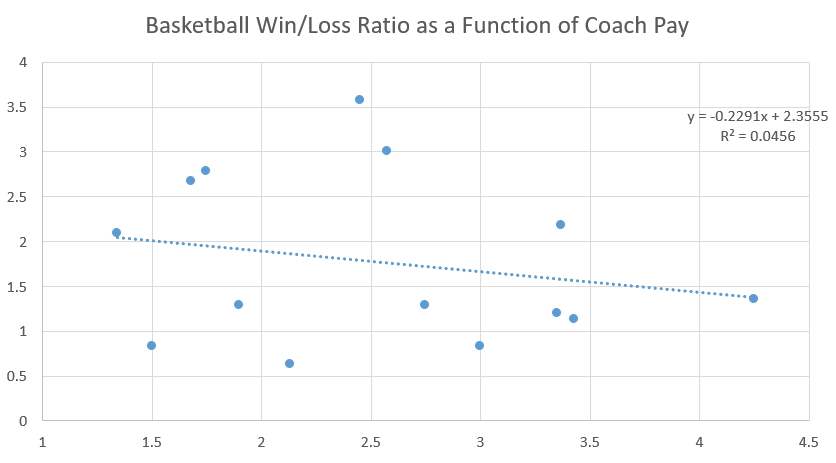 Basketball Win/Loss Ratio as a Function of Coach Pay
4
3.5
y = -0.2291x + 2.3555
R² = 0.0456
3
2.5
2
1.5
1
0.5
0
1 1.5 2 2.5 3 3.5 4 4.5